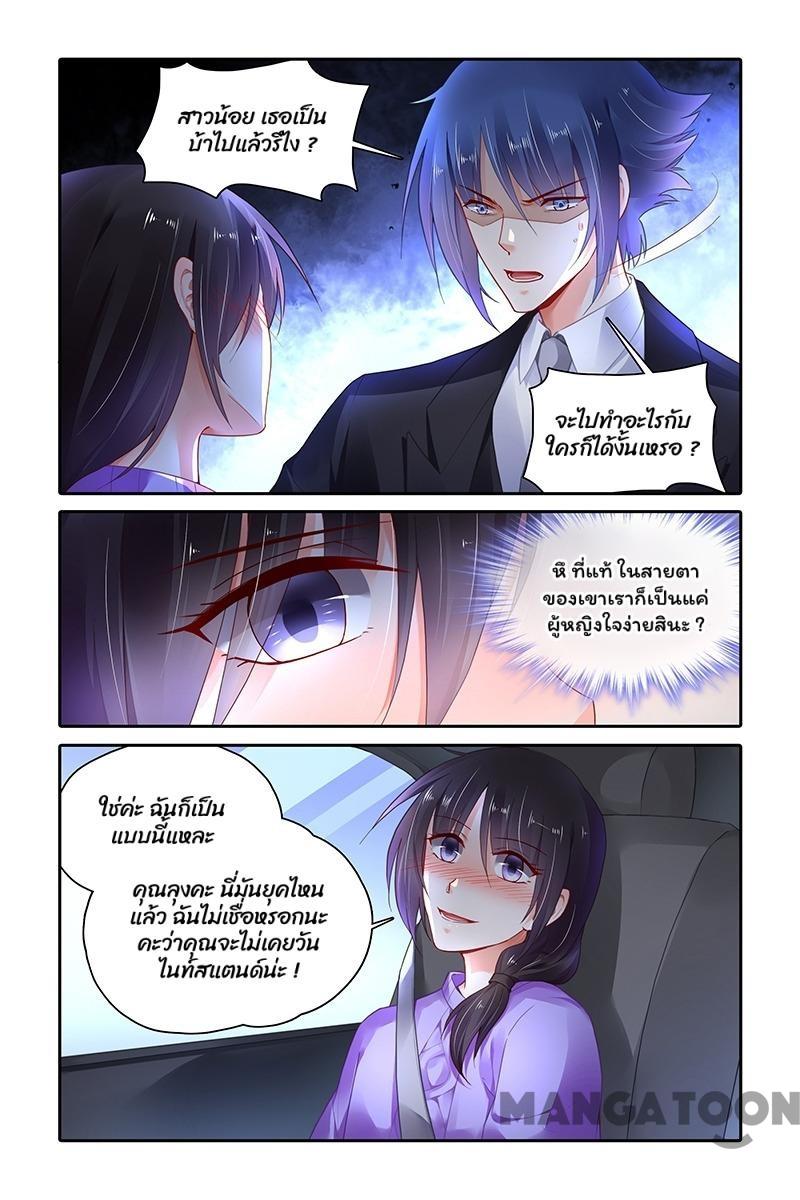 สาวน้อย เธอเป็น
บ้าไปแล้วรึไง ?
จะไปทำอะไรกับ
ใครก็ได้งั้นเหรอ ?
หึ ที่แท้ ในสายตา
ของเขาเราก็เป็นแค่
ผู้หญิงใจง่ายสินะ ?
ใช่ค่ะ ฉันก็เป็น
แบบนี้แหละ
คุณลุงคะ นี่มันยุคไหน
แล้ว ฉันไม่เชื่อหรอกนะ
คะว่าคุณจะไม่เคยวัน
ไนท์สแตนด์น่ะ !
MANGATOON